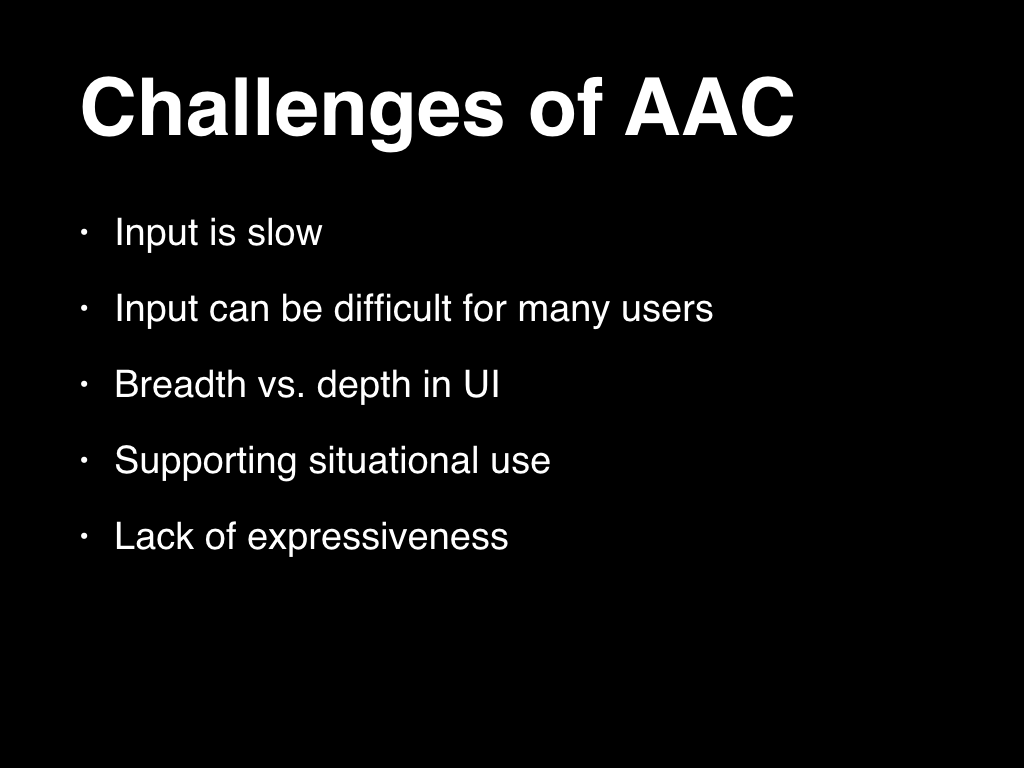 Challenges of AAC
• Input is slow
• Input can be difficult for many users
• Breadth vs. depth in UI
• Supporting situational use
• Lack of expressiveness